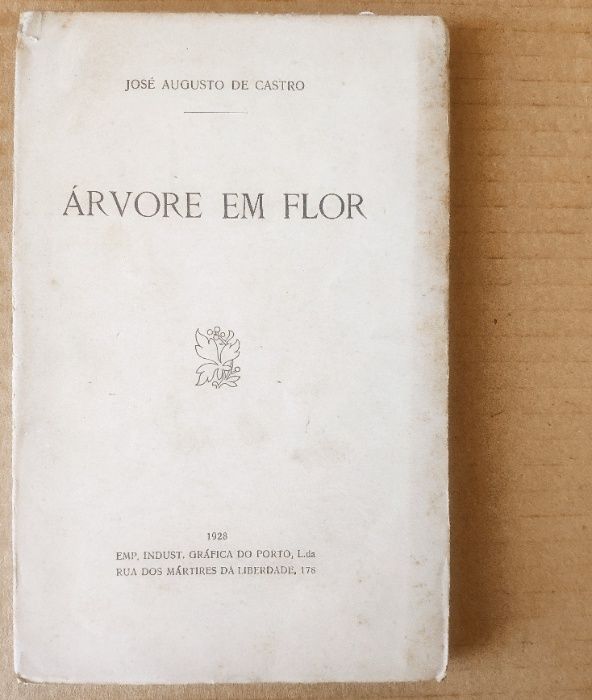 JOSÉ AUGUSTO DE CASTRO
ÁRVORE EM FLOR
1928
EMP. INDUST. GRÁFICA DO PORTO, L.da
RUA DOS MÁRTIRES DA LIBERDADE, 178